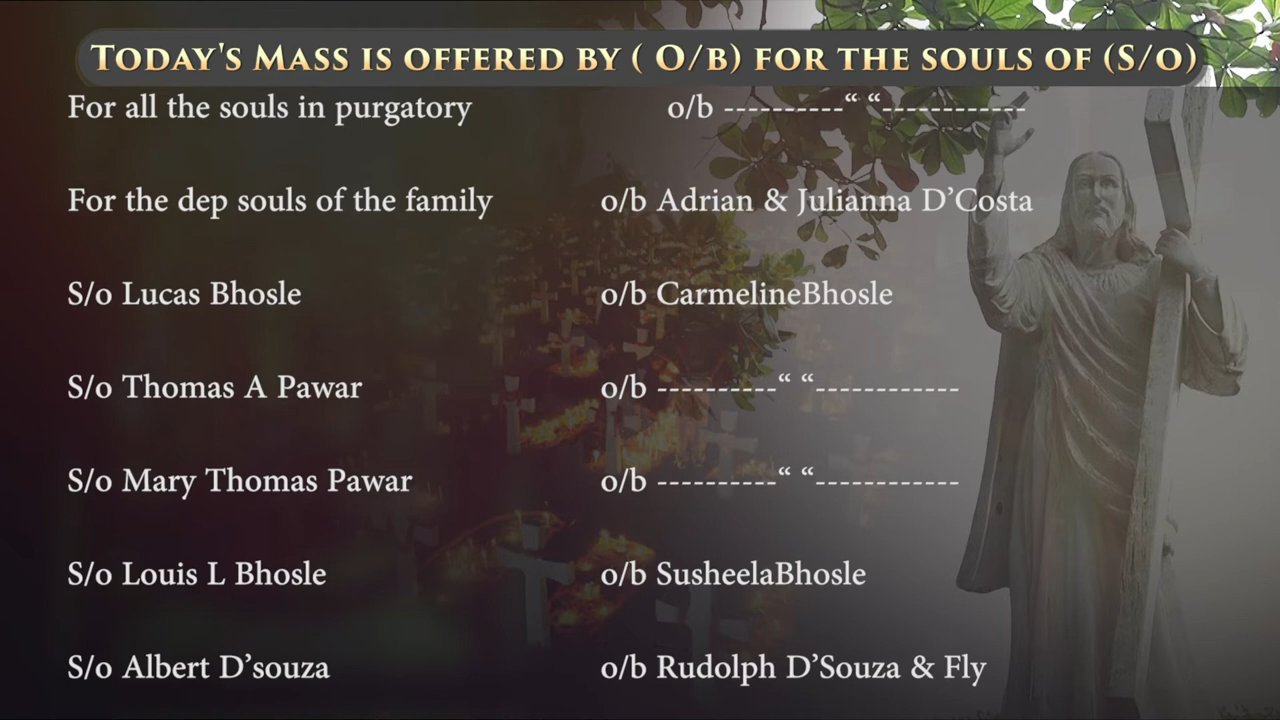 TODAY'S MASS IS OFFERED BY ( O/B) FOR THE SOULS OF (S/O)
For all the souls in purgatory o/b ----------“ “------------
For the dep souls of the family o/b Adrian & Julianna D’Costa
S/o Lucas Bhosle o/b CarmelineBhosle
S/o Thomas A Pawar o/b ----------“ “------------
S/o Mary Thomas Pawar o/b ----------“ “------------
S/o Louis L Bhosle o/b SusheelaBhosle
S/o Albert D’souza o/b Rudolph D’Souza & Fly